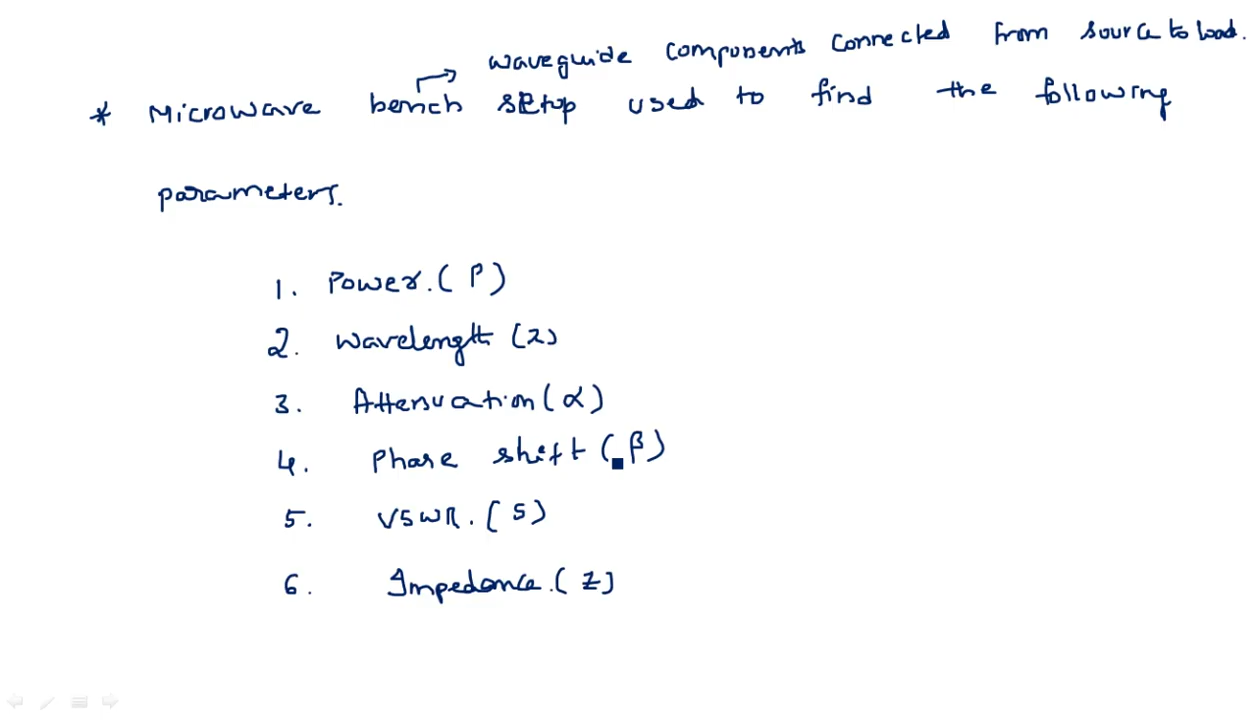 waveguide components connected from source to load.
* Microwave bench setup used to find the following
parameters.
1. Power. (P)
2. Wavelength (λ)
3. Attenuation (α)
4. Phase shift (β)
5. VSWR. (S)
6. Impedance. (Z)